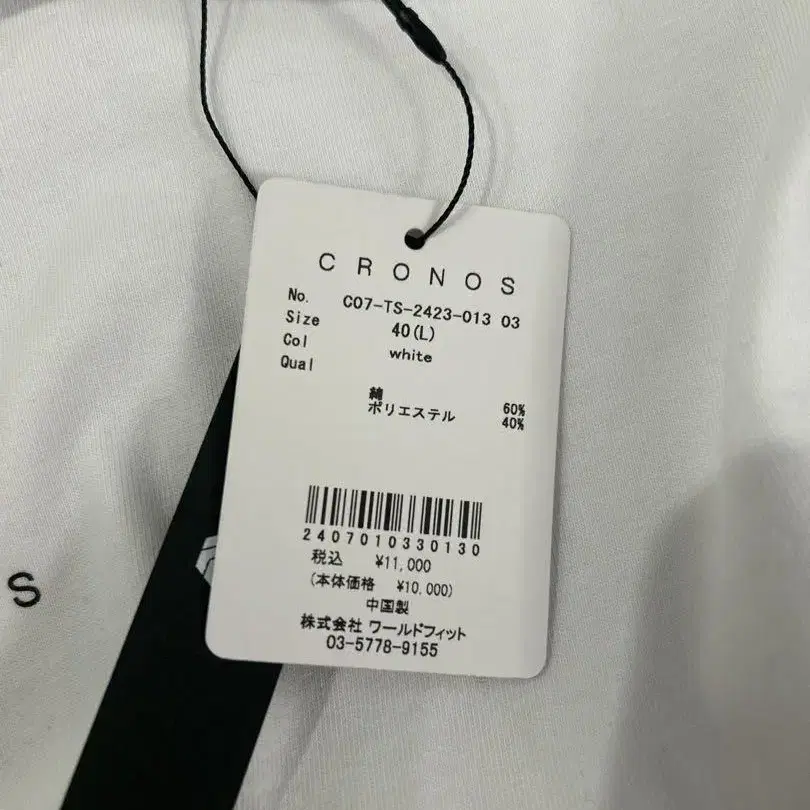 CRONOS
No. C07-TS-2423-013 03
Size 40(L)
Col white
Qual
綿 60%
ポリエステル 40%
2407010330130
税込 ¥11,000
(本体価格 ¥10,000)
中国製
株式会社 ワールドフィット
03-5778-9155
S